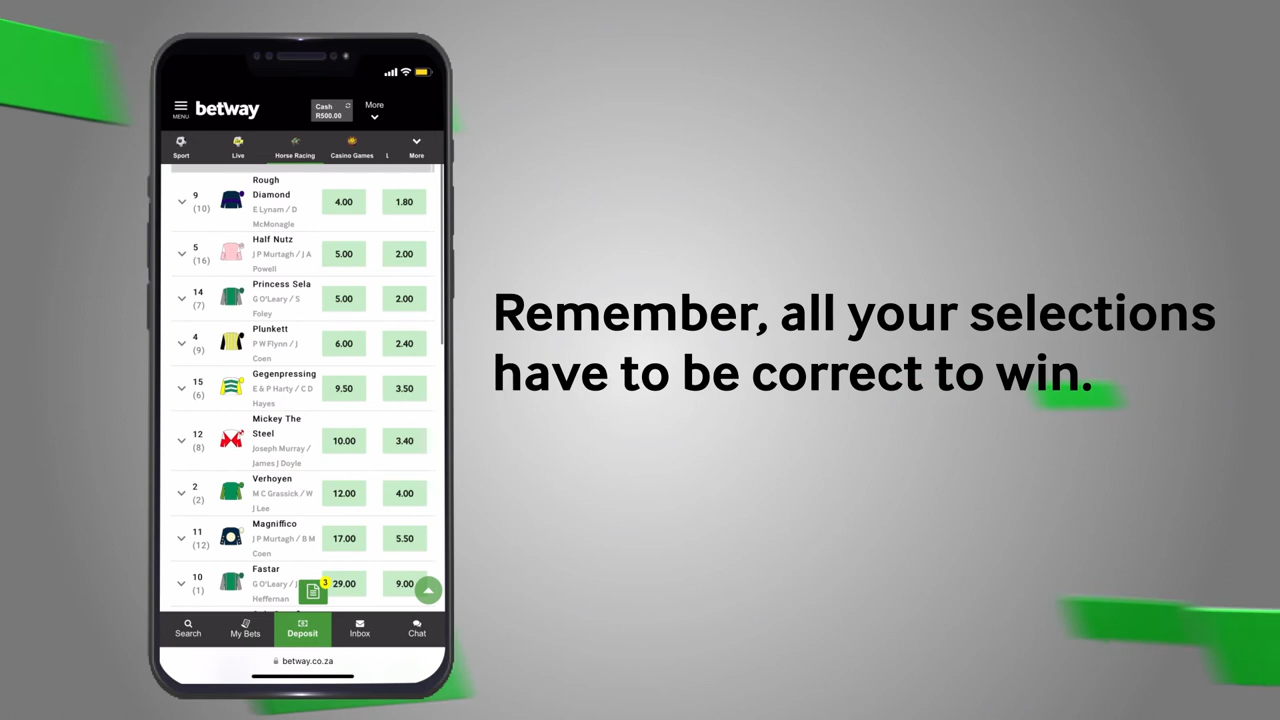 MENU
betway
Cash
R500.00
More
Sport
Live
Horse Racing
Casino Games
L
More
9
(10)
Rough
Diamond
E Lynam / D
McMonagle
4.00
1.80
5
(16)
Half Nutz
J P Murtagh / J A
Powell
5.00
2.00
14
(7)
Princess Sela
G O'Leary / S
Foley
5.00
2.00
4
(9)
Plunkett
P W Flynn / J
Coen
6.00
2.40
15
(6)
Gegenpressing
E & P Harty / C D
Hayes
9.50
3.50
12
(8)
Mickey The
Steel
Joseph Murray /
James J Doyle
10.00
3.40
2
(2)
Verhoyen
M C Grassick / W
J Lee
12.00
4.00
11
(12)
Magniffico
J P Murtagh / B M
Coen
17.00
5.50
10
(1)
Fastar
G O'Leary / J
Heffernan
3
29.00
9.00
Search
My Bets
Deposit
Inbox
Chat
betway.co.za
Remember, all your selections
have to be correct to win.